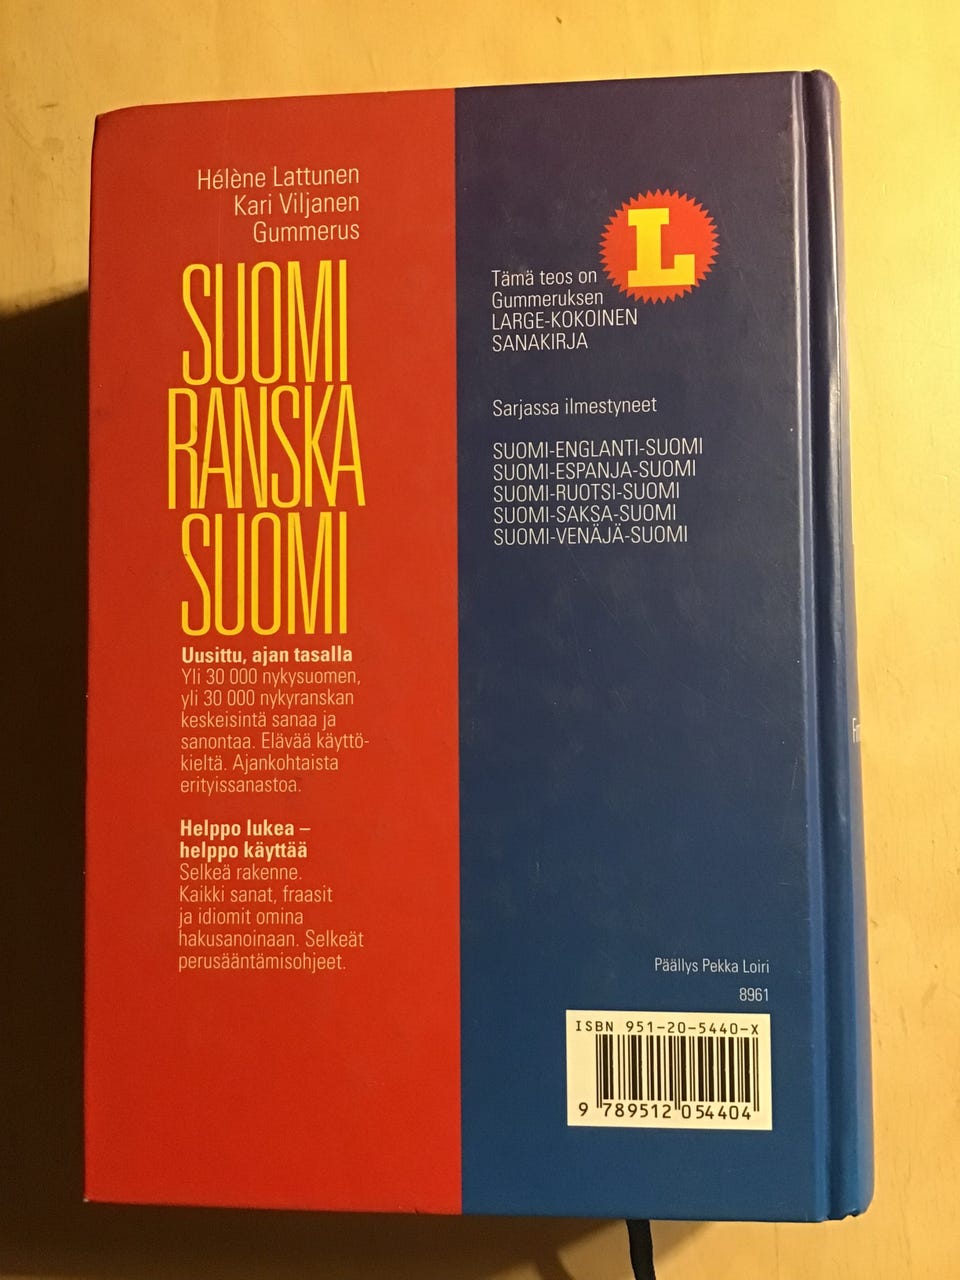 Hélène Lattunen
Kari Viljanen
Gummerus
SUOMI
RANSKA
SUOMI
Uusittu, ajan tasalla
Yli 30 000 nykysuomen,
yli 30 000 nykyranskan
keskeisintä sanaa ja
sanontaa. Elävää käyttö-
kieltä. Ajankohtaista
erityissanastoa.
Helppo lukea –
helppo käyttää
Selkeä rakenne.
Kaikki sanat, fraasit
ja idiomit omina
hakusanoinaan. Selkeät
perusääntämisohjeet.
L
Tämä teos on
Gummeruksen
LARGE-KOKOINEN
SANAKIRJA
Sarjassa ilmestyneet
SUOMI-ENGLANTI-SUOMI
SUOMI-ESPANJA-SUOMI
SUOMI-RUOTSI-SUOMI
SUOMI-SAKSA-SUOMI
SUOMI-VENÄJÄ-SUOMI
Päällys Pekka Loiri
8961
ISBN 951-20-5440-X
9 789512 054404